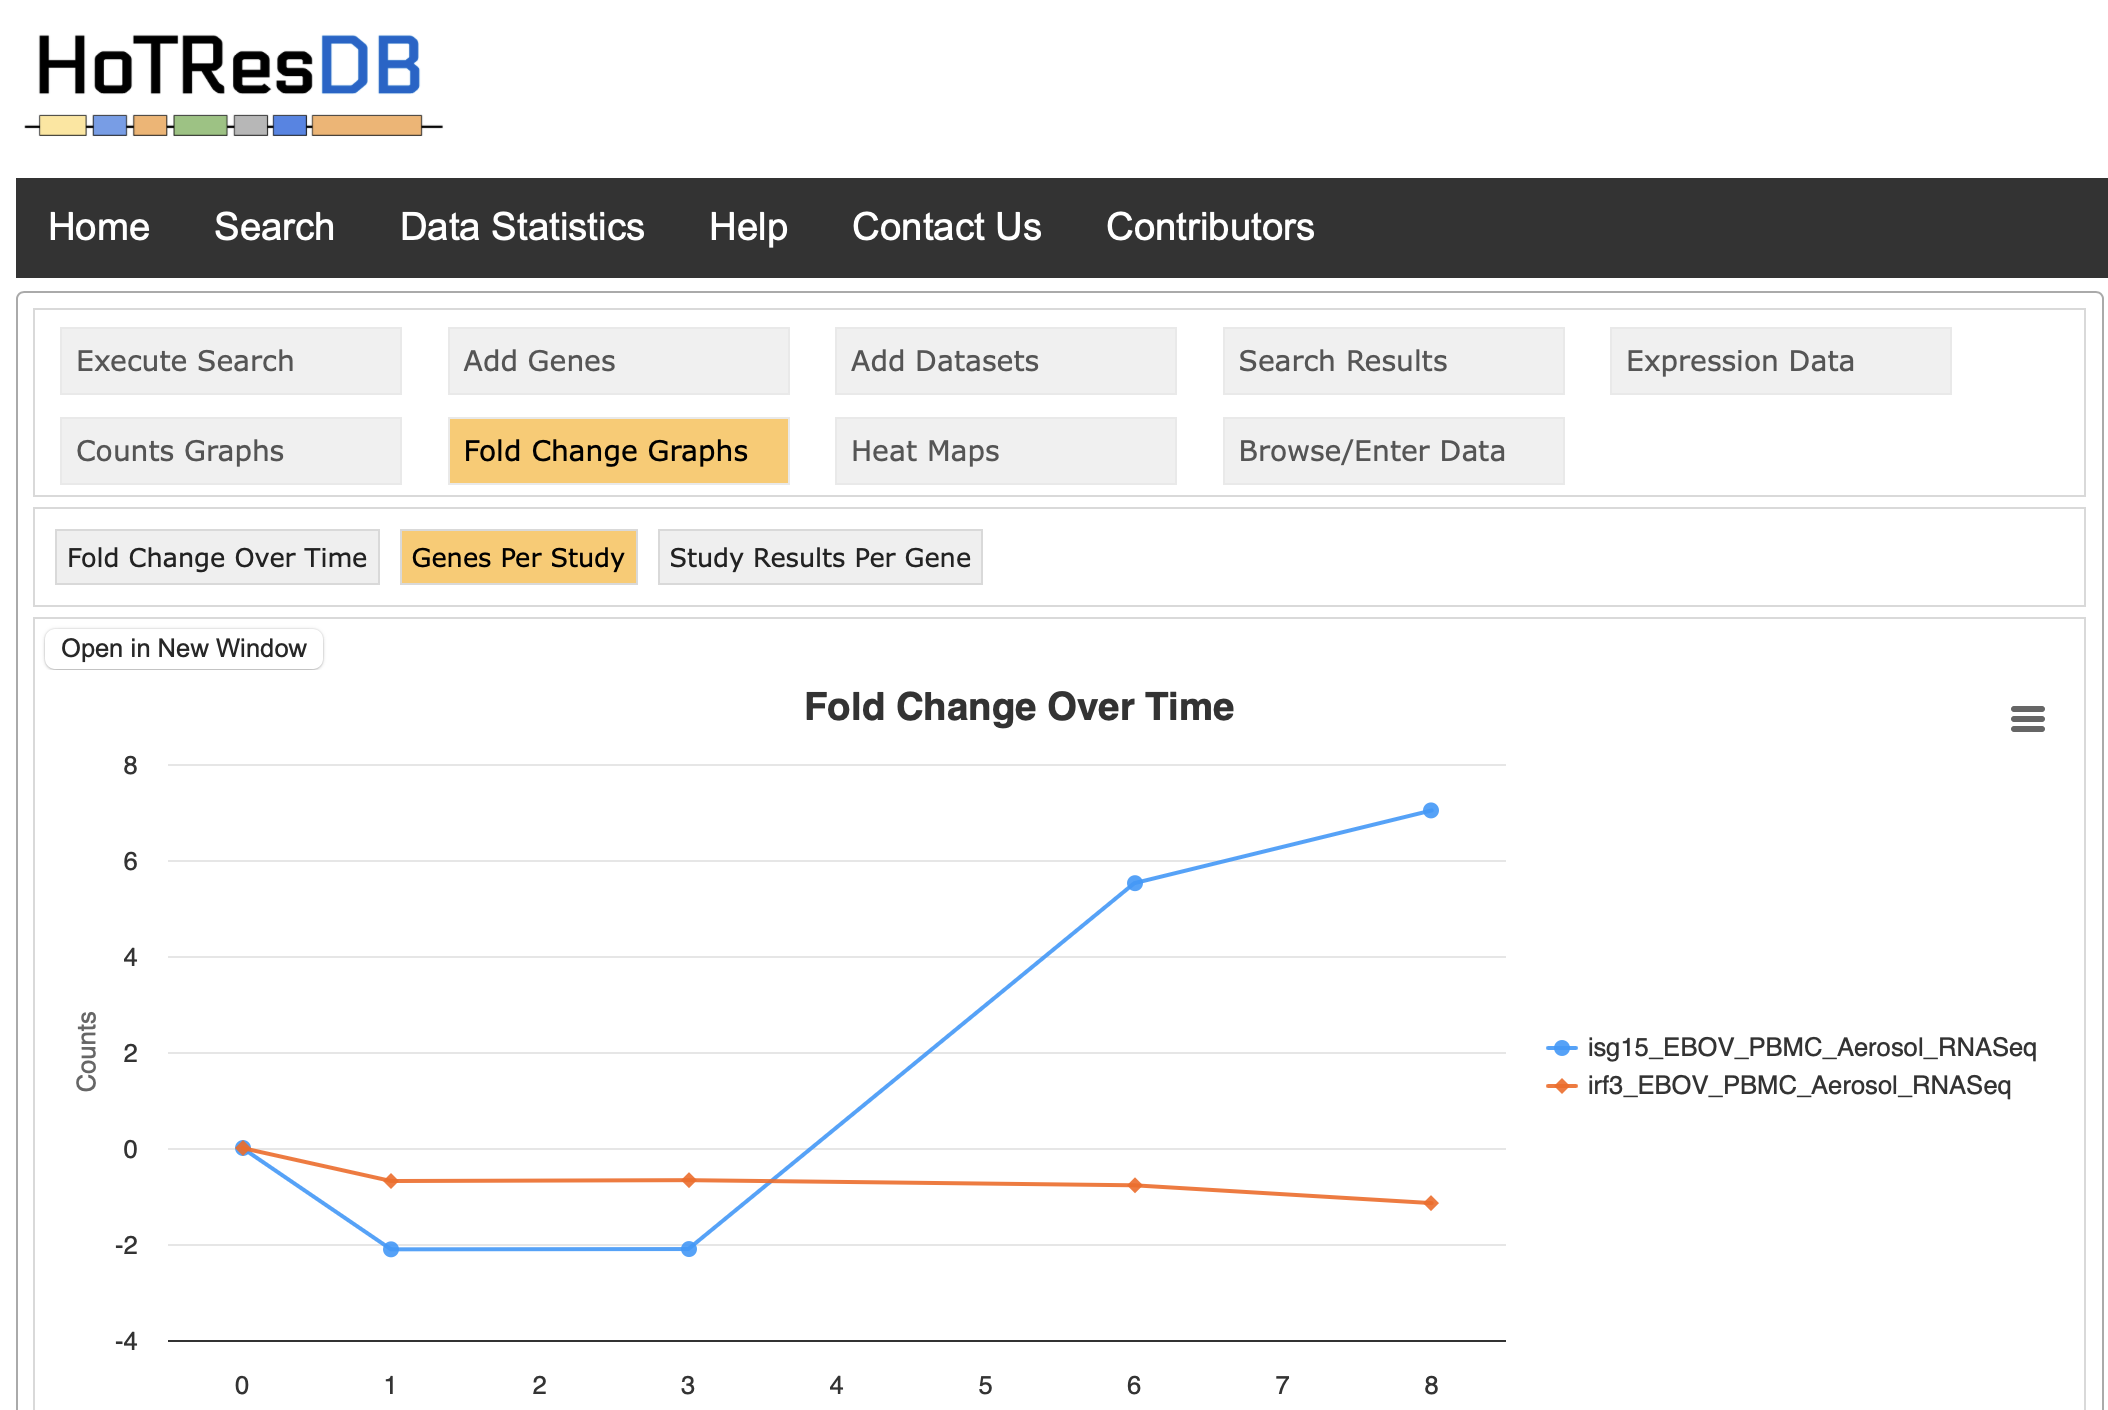 HoTResDB
Home Search Data Statistics Help Contact Us Contributors
Execute Search Add Genes Add Datasets Search Results Expression Data
Counts Graphs Fold Change Graphs Heat Maps Browse/Enter Data
Fold Change Over Time Genes Per Study Study Results Per Gene
Open in New Window
Fold Change Over Time
8
6
4
2
0
-2
-4
Counts
isg15_EBOV_PBMC_Aerosol_RNASeq
irf3_EBOV_PBMC_Aerosol_RNASeq
0 1 2 3 4 5 6 7 8